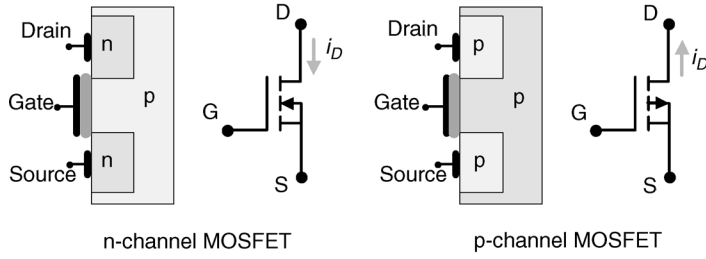 Drain
n
D
i_D
Gate
p
G
n
Source
S
n-channel MOSFET
Drain
p
D
i_D
Gate
p
G
p
Source
S
p-channel MOSFET